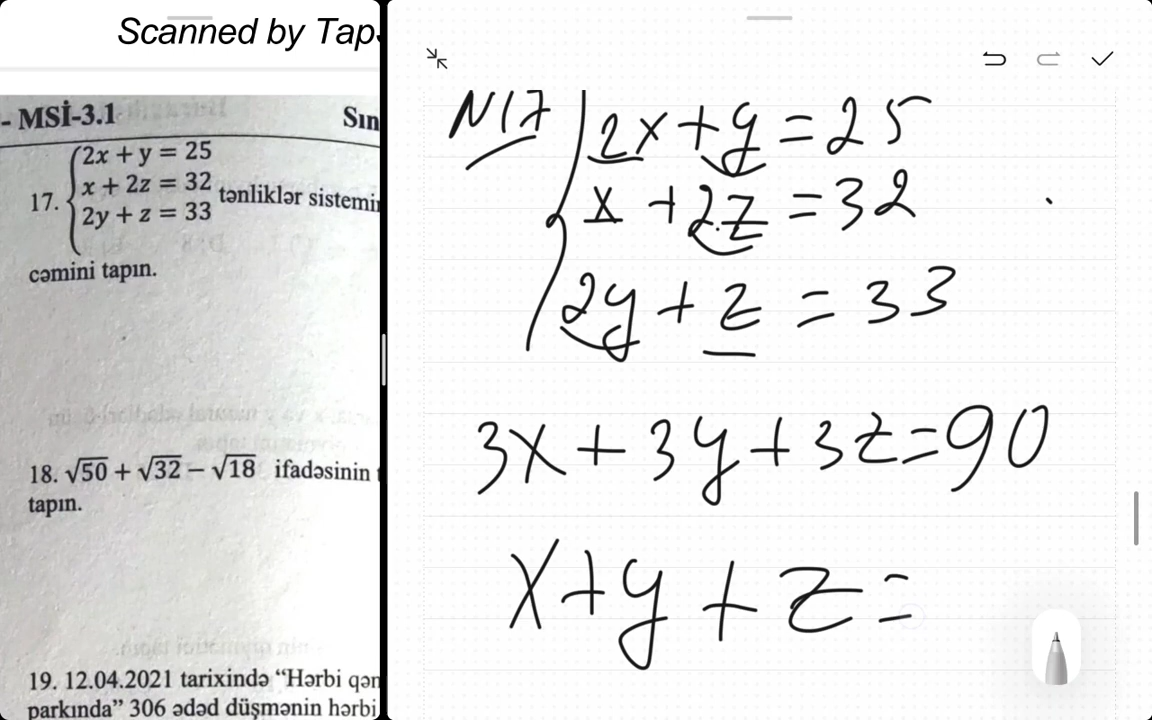 Scanned by Tap
- MSİ-3.1 Sın
17. {2x + y = 25
x + 2z = 32
2y + z = 33
tənliklər sistemi
cəmini tapın.
18. √50 + √32 − √18 ifadəsinin
tapın.
19. 12.04.2021 tarixində “Hərbi qən
parkında” 306 ədəd düşmənin hərbi
N17 2x+y=25
x+2z=32
2y+z=33
3x+3y+3z=90
x+y+z=